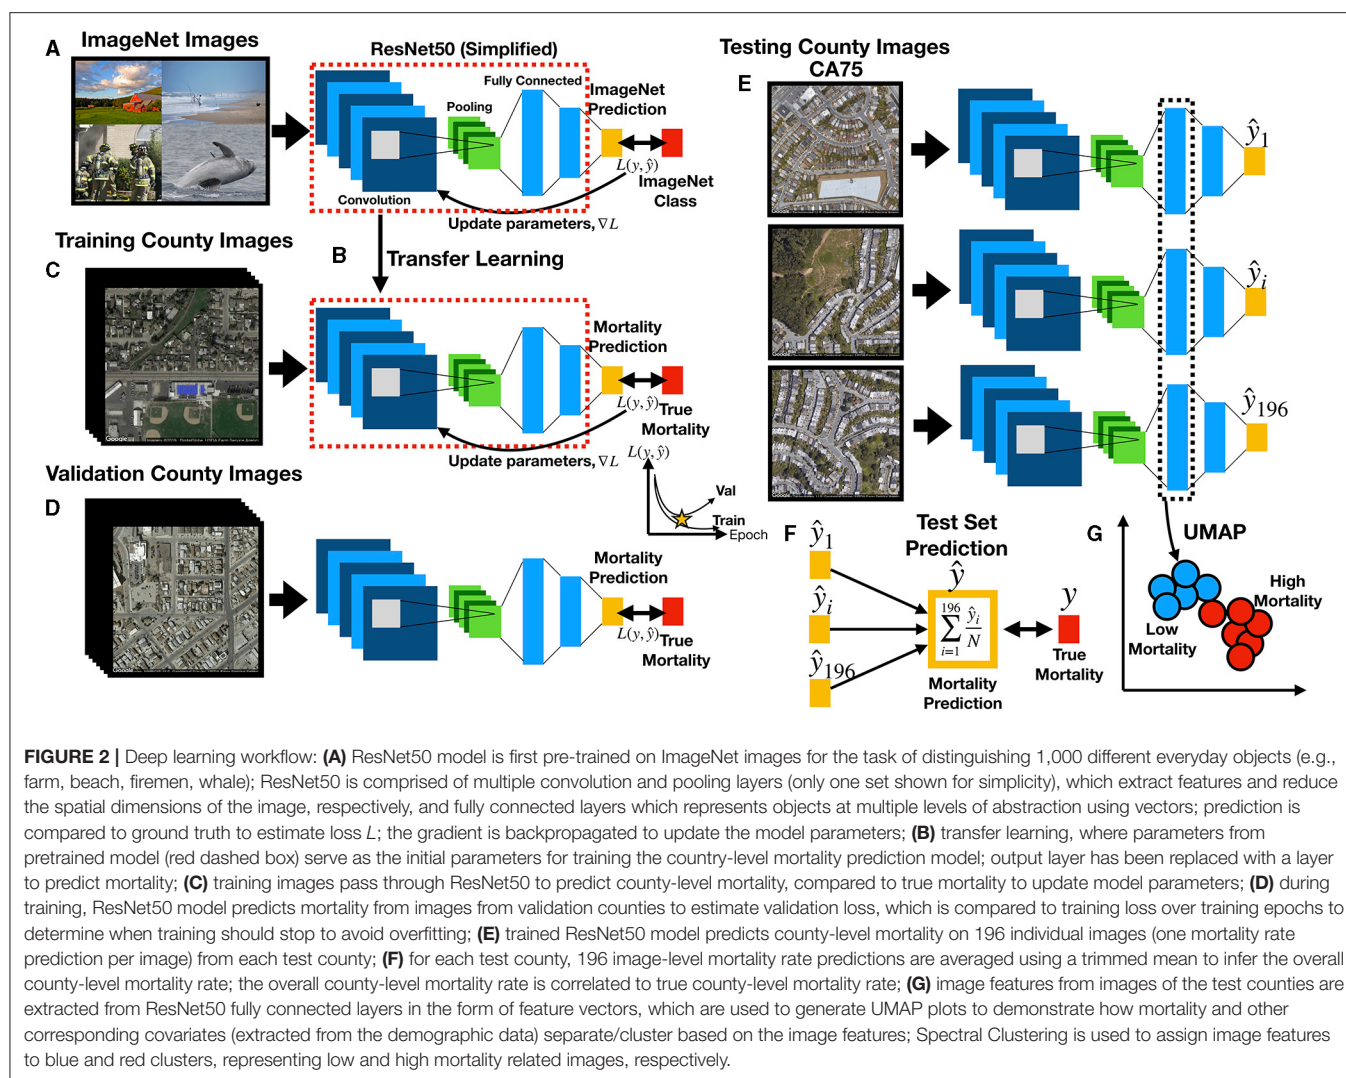 A
ImageNet Images
ResNet50 (Simplified)
Fully Connected
Pooling
Convolution
ImageNet
Prediction
L(y, ŷ)
ImageNet
Class
Update parameters, ∇L
Training County Images
C
B
Transfer Learning
Mortality
Prediction
L(y, ŷ)
True
Mortality
Update parameters, ∇L
Google
L(y, ŷ)
Val
Train
Epoch
Validation County Images
D
Mortality
Prediction
L(y, ŷ)
True
Mortality
Google
Testing County Images
CA75
E
Google
Google
Google
ŷ1
ŷi
ŷ196
F
ŷ1
ŷi
ŷ196
Test Set
Prediction
ŷ
196
∑ ŷi/N
i=1
Mortality
Prediction
y
True
Mortality
G
UMAP
High
Mortality
Low
Mortality
FIGURE 2 | Deep learning workflow: (A) ResNet50 model is first pre-trained on ImageNet images for the task of distinguishing 1,000 different everyday objects (e.g.,
farm, beach, firemen, whale); ResNet50 is comprised of multiple convolution and pooling layers (only one set shown for simplicity), which extract features and reduce
the spatial dimensions of the image, respectively, and fully connected layers which represents objects at multiple levels of abstraction using vectors; prediction is
compared to ground truth to estimate loss L; the gradient is backpropagated to update the model parameters; (B) transfer learning, where parameters from
pretrained model (red dashed box) serve as the initial parameters for training the country-level mortality prediction model; output layer has been replaced with a layer
to predict mortality; (C) training images pass through ResNet50 to predict county-level mortality, compared to true mortality to update model parameters; (D) during
training, ResNet50 model predicts mortality from images from validation counties to estimate validation loss, which is compared to training loss over training epochs to
determine when training should stop to avoid overfitting; (E) trained ResNet50 model predicts county-level mortality on 196 individual images (one mortality rate
prediction per image) from each test county; (F) for each test county, 196 image-level mortality rate predictions are averaged using a trimmed mean to infer the overall
county-level mortality rate; the overall county-level mortality rate is correlated to true county-level mortality rate; (G) image features from images of the test counties are
extracted from ResNet50 fully connected layers in the form of feature vectors, which are used to generate UMAP plots to demonstrate how mortality and other
corresponding covariates (extracted from the demographic data) separate/cluster based on the image features; Spectral Clustering is used to assign image features
to blue and red clusters, representing low and high mortality related images, respectively.